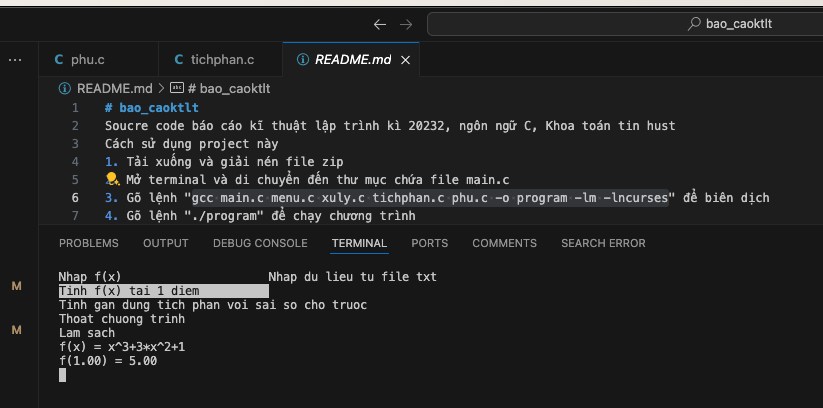 bao_caoktlt
phu.c
tichphan.c
README.md
README.md > # bao_caoktlt
1 # bao_caoktlt
2 Soucre code báo cáo kĩ thuật lập trình kì 20232, ngôn ngữ C, Khoa toán tin hust
3 Cách sử dụng project này
4 1. Tải xuống và giải nén file zip
5 Mở terminal và di chuyển đến thư mục chứa file main.c
6 3. Gõ lệnh "gcc main.c menu.c xuly.c tichphan.c phu.c -o program -lm -lncurses" để biên dịch
7 4. Gõ lệnh "./program" để chạy chương trình
PROBLEMS OUTPUT DEBUG CONSOLE TERMINAL PORTS COMMENTS SEARCH ERROR
Nhap f(x) Nhap du lieu tu file txt
M
Tinh f(x) tai 1 diem
Tinh gan dung tich phan voi sai so cho truoc
Thoat chuong trinh
M
Lam sach
f(x) = x^3+3*x^2+1
f(1.00) = 5.00